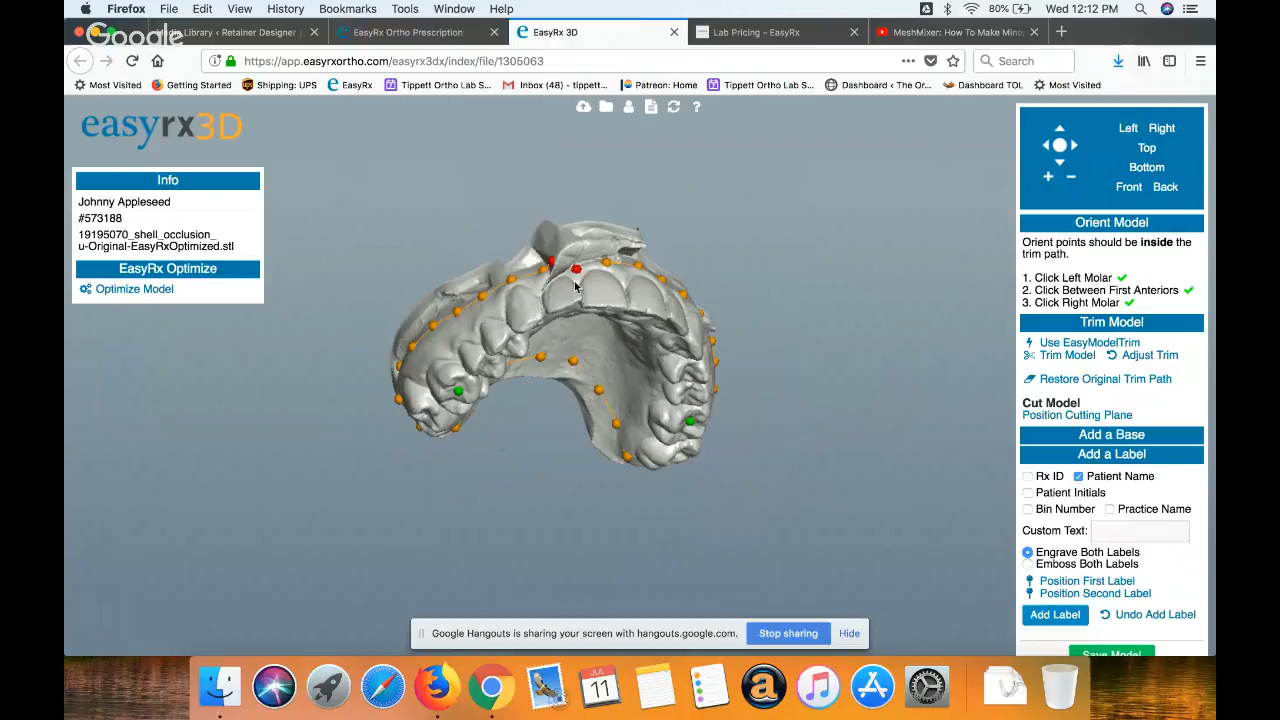 Firefox File Edit View History Bookmarks Tools Window Help
80% Wed 12:12 PM
Google
Media Library ‹ Retainer Designer
EasyRx Ortho Prescription
EasyRx 3D
Lab Pricing - EasyRx
MeshMixer: How To Make Mino
https://app.easyrxortho.com/easyrx3dx/index/file/1305063
Search
Most Visited
Getting Started
Shipping: UPS
EasyRx
Tippett Ortho Lab S...
Inbox (48) - tippett...
Patreon: Home
Tippett Ortho Lab S...
Dashboard ‹ The Or...
Dashboard TOL
Most Visited
easyrx3D
?
Info
Johnny Appleseed
#573188
19195070_shell_occlusion_
u-Original-EasyRxOptimized.stl
EasyRx Optimize
Optimize Model
Left Right
Top
Bottom
Front Back
Orient Model
Orient points should be inside the
trim path.
1. Click Left Molar
2. Click Between First Anteriors
3. Click Right Molar
Trim Model
Use EasyModelTrim
Trim Model Adjust Trim
Restore Original Trim Path
Cut Model
Position Cutting Plane
Add a Base
Add a Label
Rx ID Patient Name
Patient Initials
Bin Number Practice Name
Custom Text:
Engrave Both Labels
Emboss Both Labels
Position First Label
Position Second Label
Add Label Undo Add Label
Save Model
Google Hangouts is sharing your screen with hangouts.google.com.
Stop sharing
Hide
JUL
11